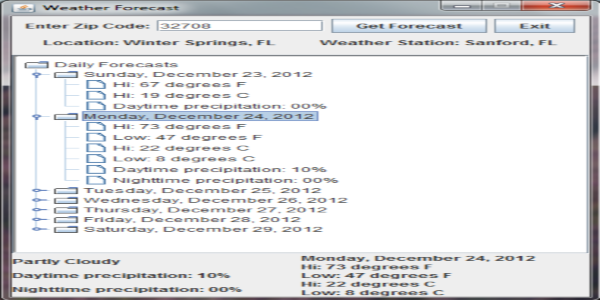 Weather Forecast
Enter Zip Code: 32708 Get Forecast Exit
Location: Winter Springs, FL Weather Station: Sanford, FL
Daily Forecasts
Sunday, December 23, 2012
Hi: 67 degrees F
Hi: 19 degrees C
Daytime precipitation: 00%
Monday, December 24, 2012
Hi: 73 degrees F
Low: 47 degrees F
Hi: 22 degrees C
Low: 8 degrees C
Daytime precipitation: 10%
Nighttime precipitation: 00%
Tuesday, December 25, 2012
Wednesday, December 26, 2012
Thursday, December 27, 2012
Friday, December 28, 2012
Saturday, December 29, 2012
Partly Cloudy
Daytime precipitation: 10%
Nighttime precipitation: 00%
Monday, December 24, 2012
Hi: 73 degrees F
Low: 47 degrees F
Hi: 22 degrees C
Low: 8 degrees C